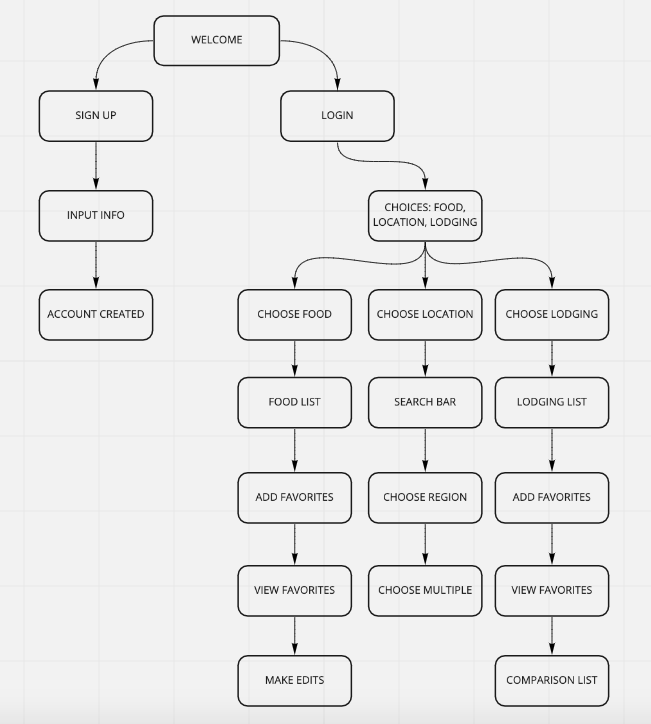 WELCOME
SIGN UP
LOGIN
INPUT INFO
CHOICES: FOOD,
LOCATION, LODGING
ACCOUNT CREATED
CHOOSE FOOD
CHOOSE LOCATION
CHOOSE LODGING
FOOD LIST
SEARCH BAR
LODGING LIST
ADD FAVORITES
CHOOSE REGION
ADD FAVORITES
VIEW FAVORITES
CHOOSE MULTIPLE
VIEW FAVORITES
MAKE EDITS
COMPARISON LIST